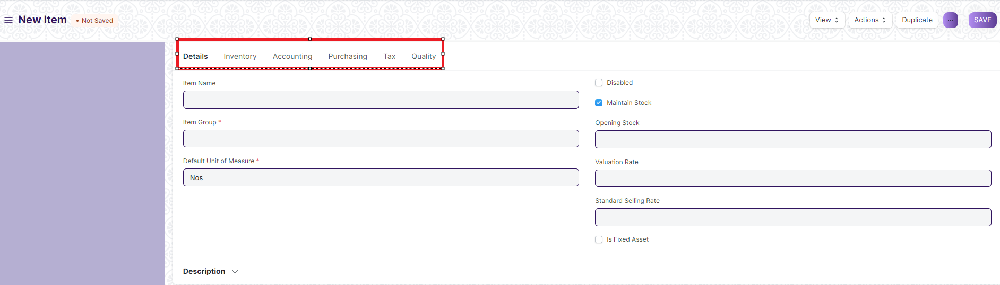 New Item • Not Saved View Actions Duplicate ... SAVE
Details Inventory Accounting Purchasing Tax Quality
Item Name
Disabled
Maintain Stock
Item Group *
Opening Stock
Default Unit of Measure *
Nos
Valuation Rate
Standard Selling Rate
Is Fixed Asset
Description